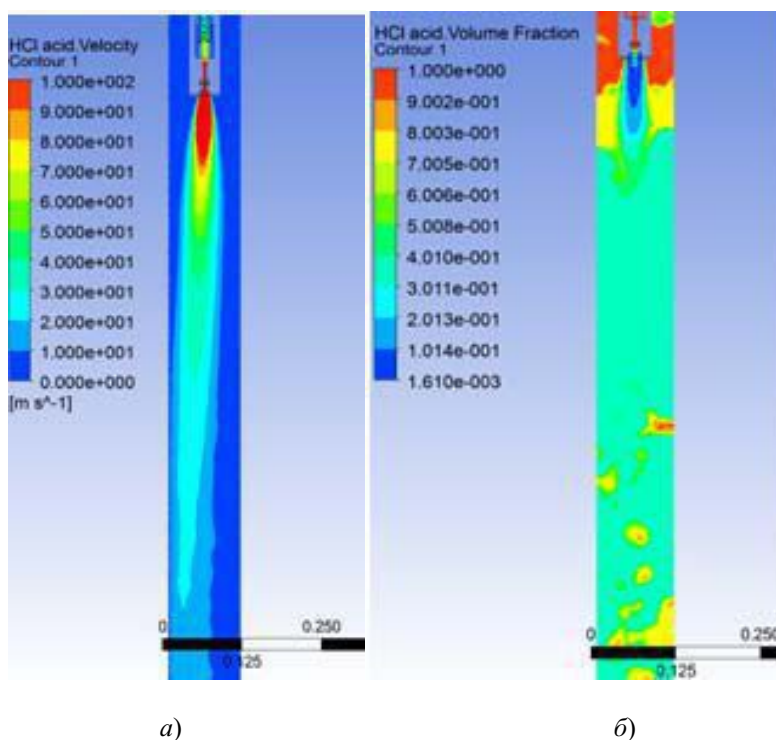 HCl acid.Velocity
Contour 1
1.000e+002
9.000e+001
8.000e+001
7.000e+001
6.000e+001
5.000e+001
4.000e+001
3.000e+001
2.000e+001
1.000e+001
0.000e+000
[m s^-1]
0
0.250
0.125
HCl acid.Volume Fraction
Contour 1
1.000e+000
9.002e-001
8.003e-001
7.005e-001
6.006e-001
5.008e-001
4.010e-001
3.011e-001
2.013e-001
1.014e-001
1.610e-003
0
0.250
0.125
а)
б)